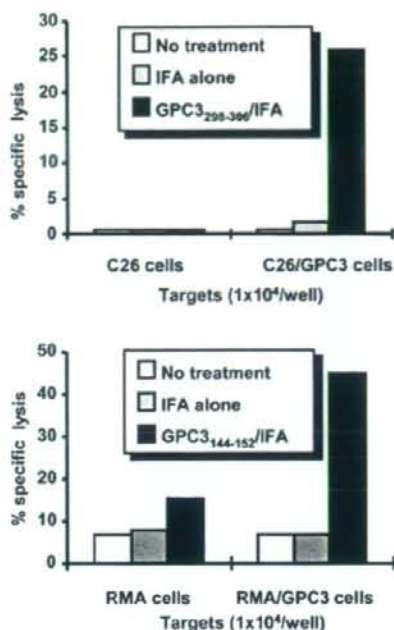 30
25
20
15
10
5
0
% specific lysis
No treatment
IFA alone
GPC3298-306/IFA
C26 cells
C26/GPC3 cells
Targets (1x10⁴/well)
50
40
30
20
10
0
% specific lysis
No treatment
IFA alone
GPC3144-152/IFA
RMA cells
RMA/GPC3 cells
Targets (1x10⁴/well)